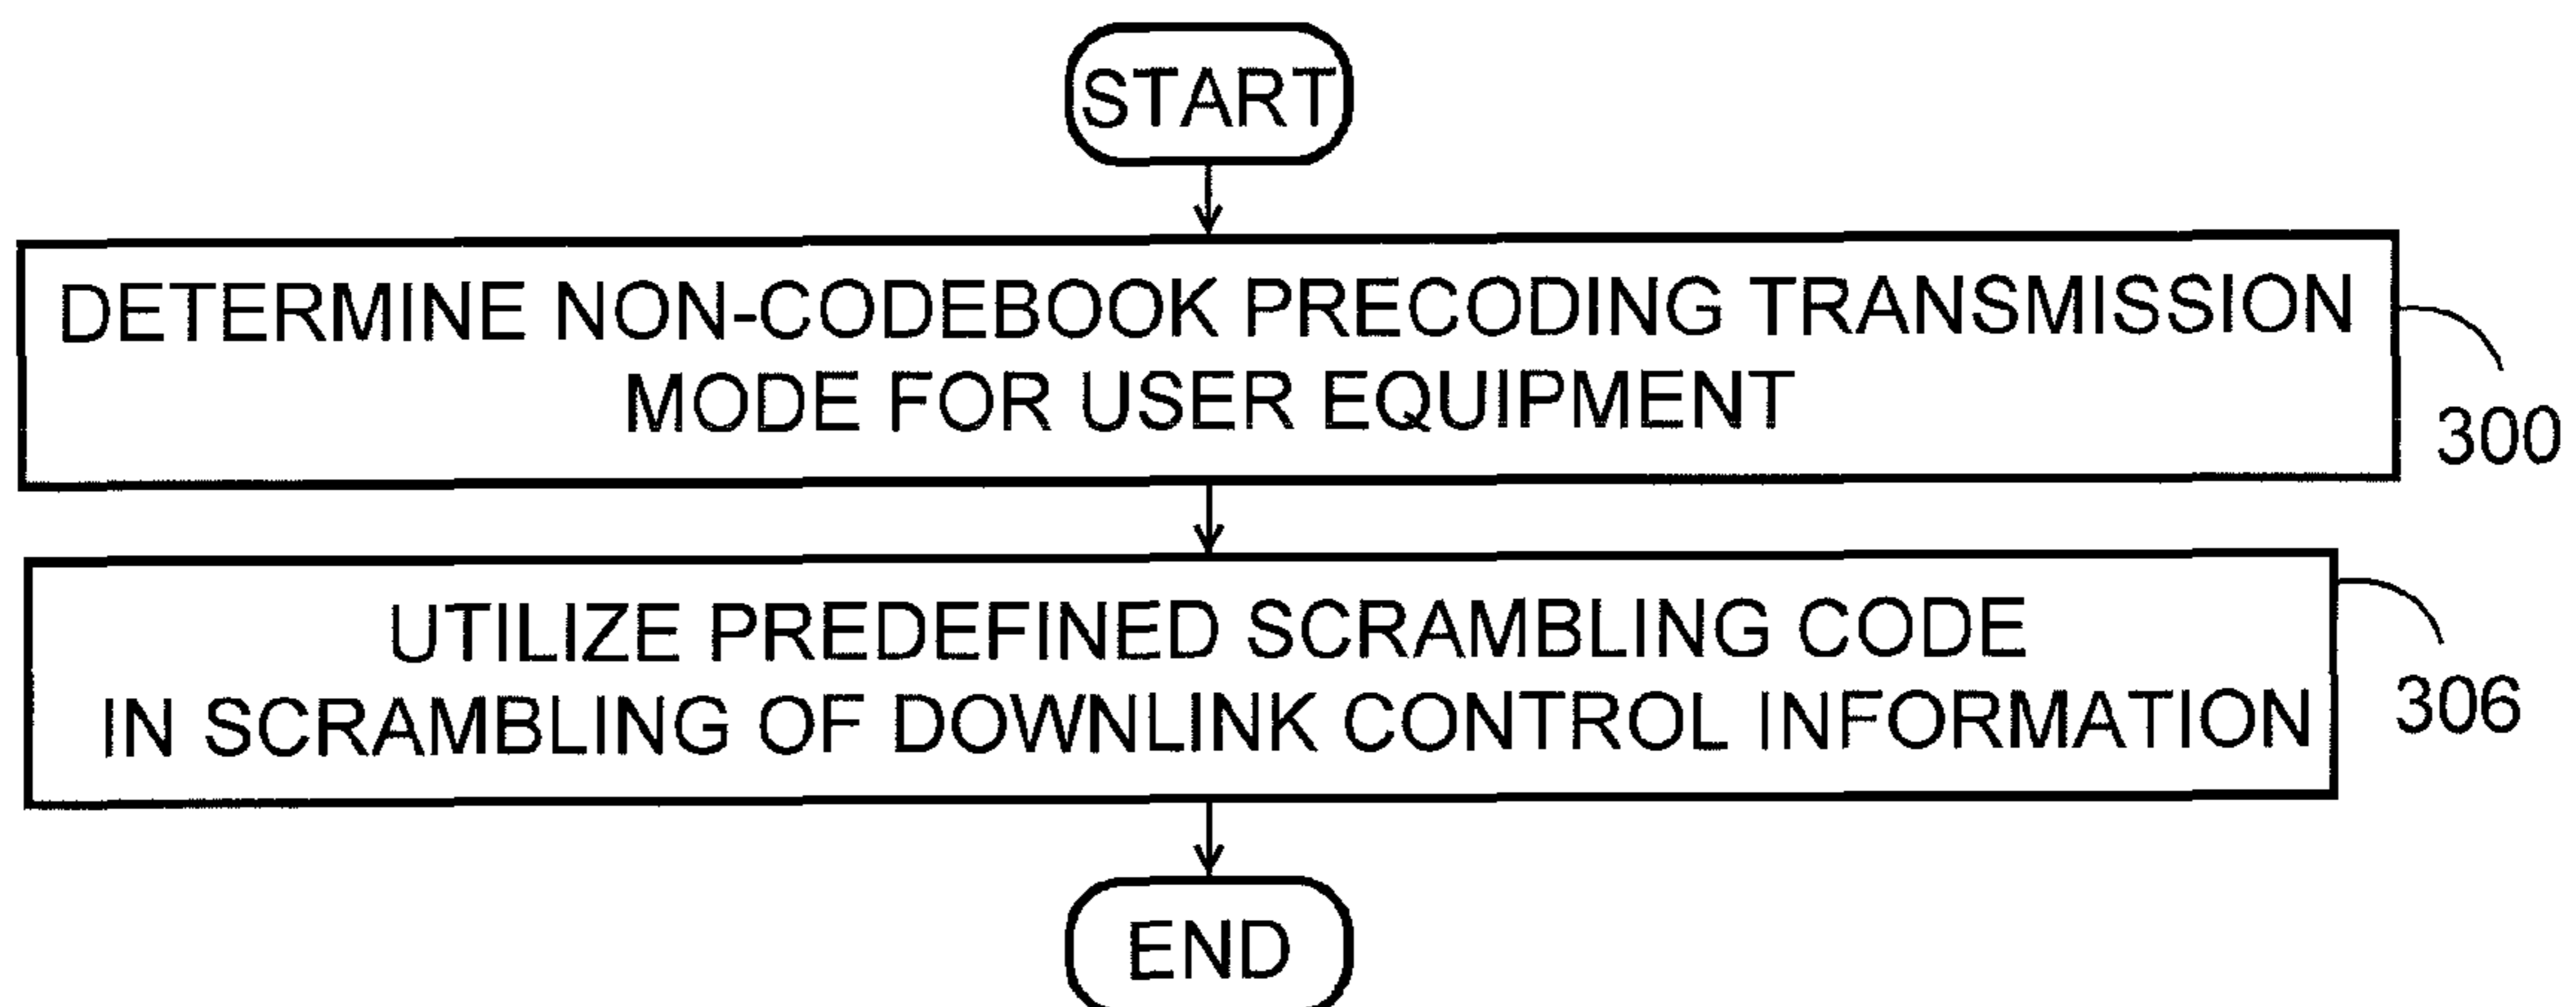 START
DETERMINE NON-CODEBOOK PRECODING TRANSMISSION
MODE FOR USER EQUIPMENT
300
UTILIZE PREDEFINED SCRAMBLING CODE
IN SCRAMBLING OF DOWNLINK CONTROL INFORMATION
306
END